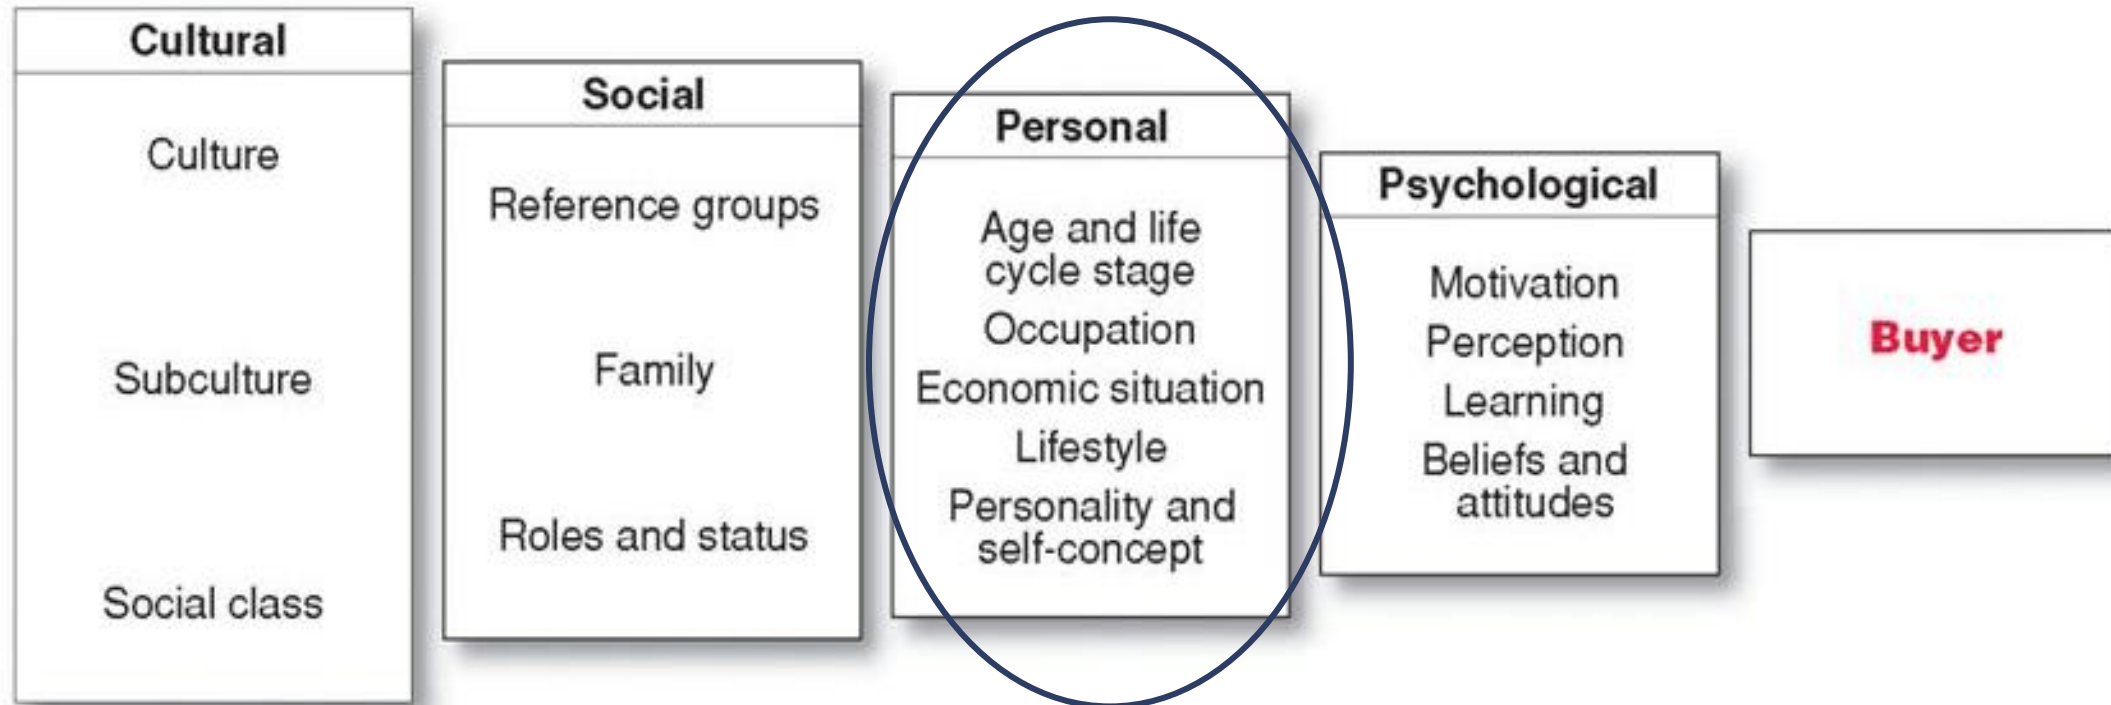 Cultural
Culture
Subculture
Social class
Social
Reference groups
Family
Roles and status
Personal
Age and life
cycle stage
Occupation
Economic situation
Lifestyle
Personality and
self-concept
Psychological
Motivation
Perception
Learning
Beliefs and
attitudes
Buyer